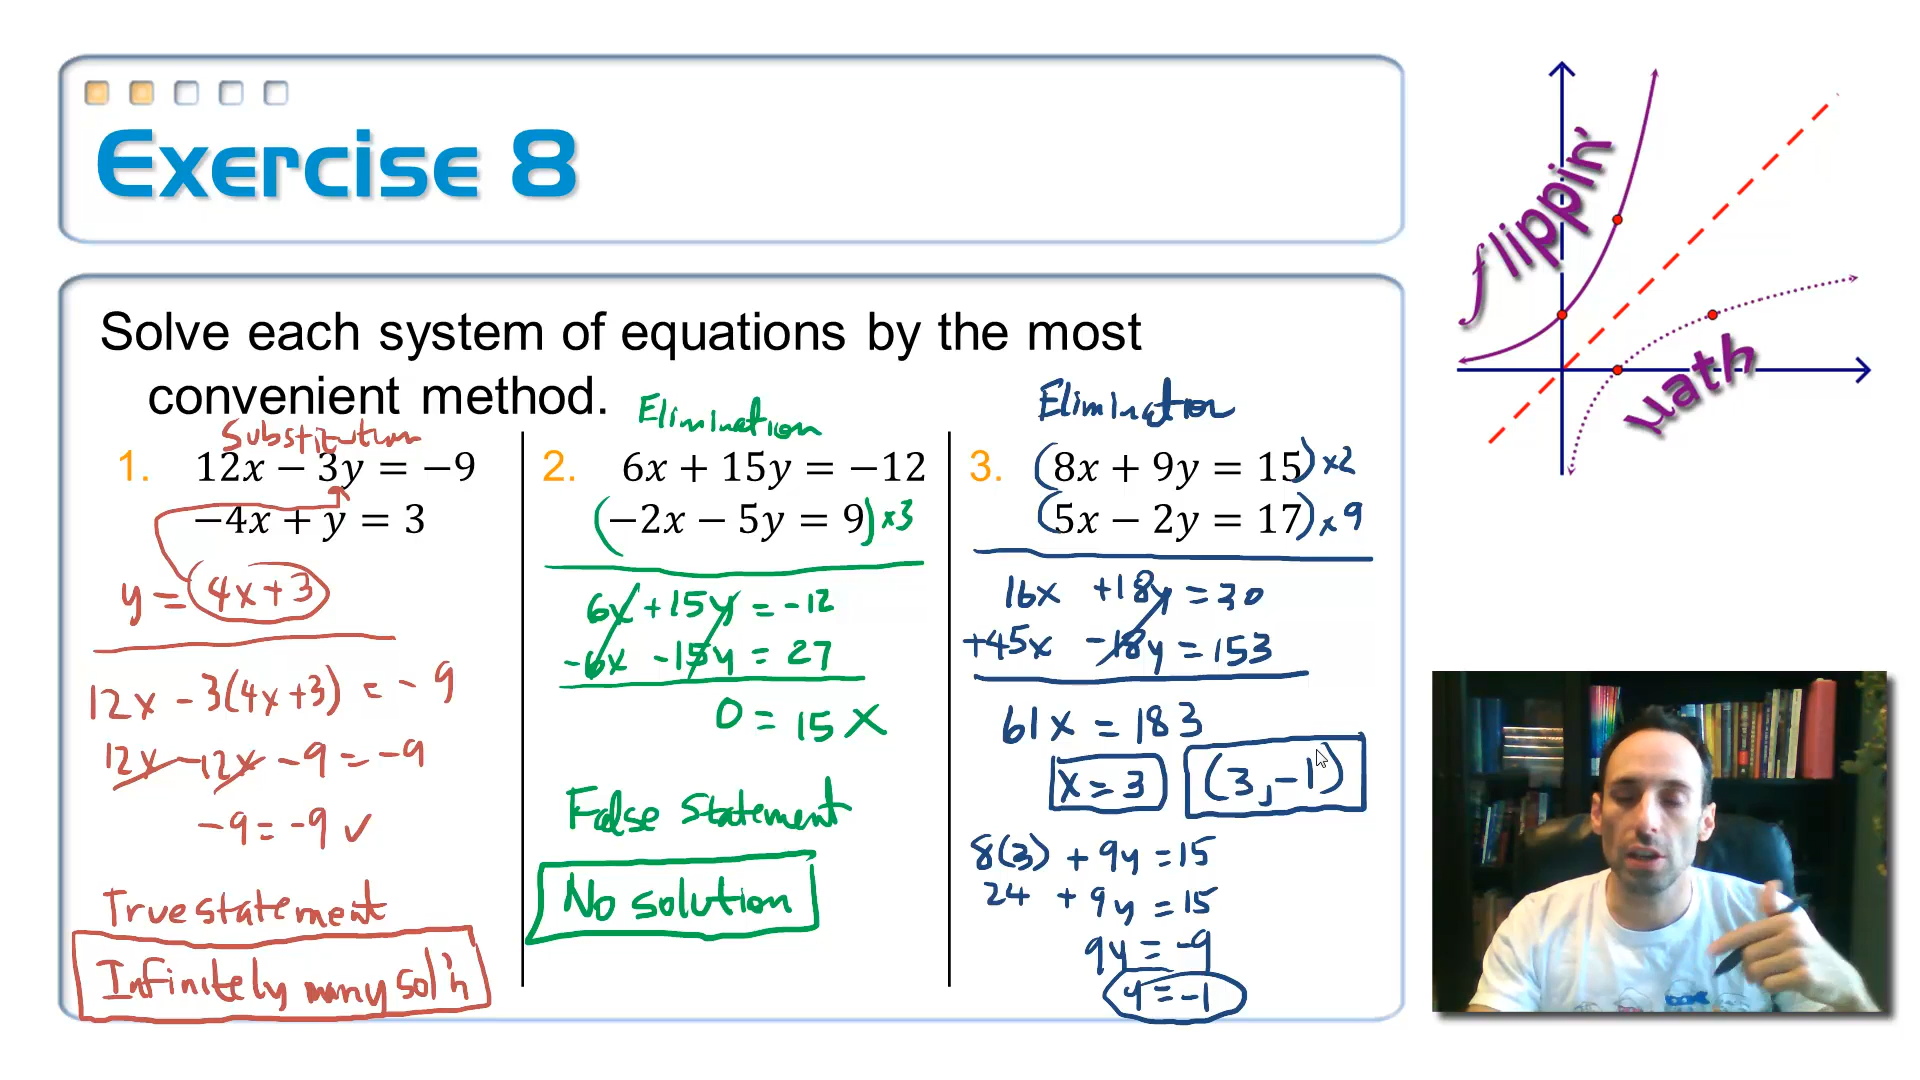 Exercise 8
flippin'
math
Solve each system of equations by the most
convenient method.
Substitution
1. 12x − 3y = −9
−4x + y = 3
y = 4x+3
12x - 3(4x+3) = -9
12x - 12x - 9 = -9
-9 = -9 ✓
True statement
Infinitely many sol'n
Elimination
2. 6x + 15y = −12
(−2x − 5y = 9) x3
6x + 15y = -12
-6x - 15y = 27
0 = 15 X
False Statement
No solution
Elimination
3. (8x + 9y = 15) x2
(5x − 2y = 17) x9
16x + 18y = 30
+45x - 18y = 153
61x = 183
x = 3 (3, -1)
8(3) + 9y = 15
24 + 9y = 15
9y = -9
y = -1